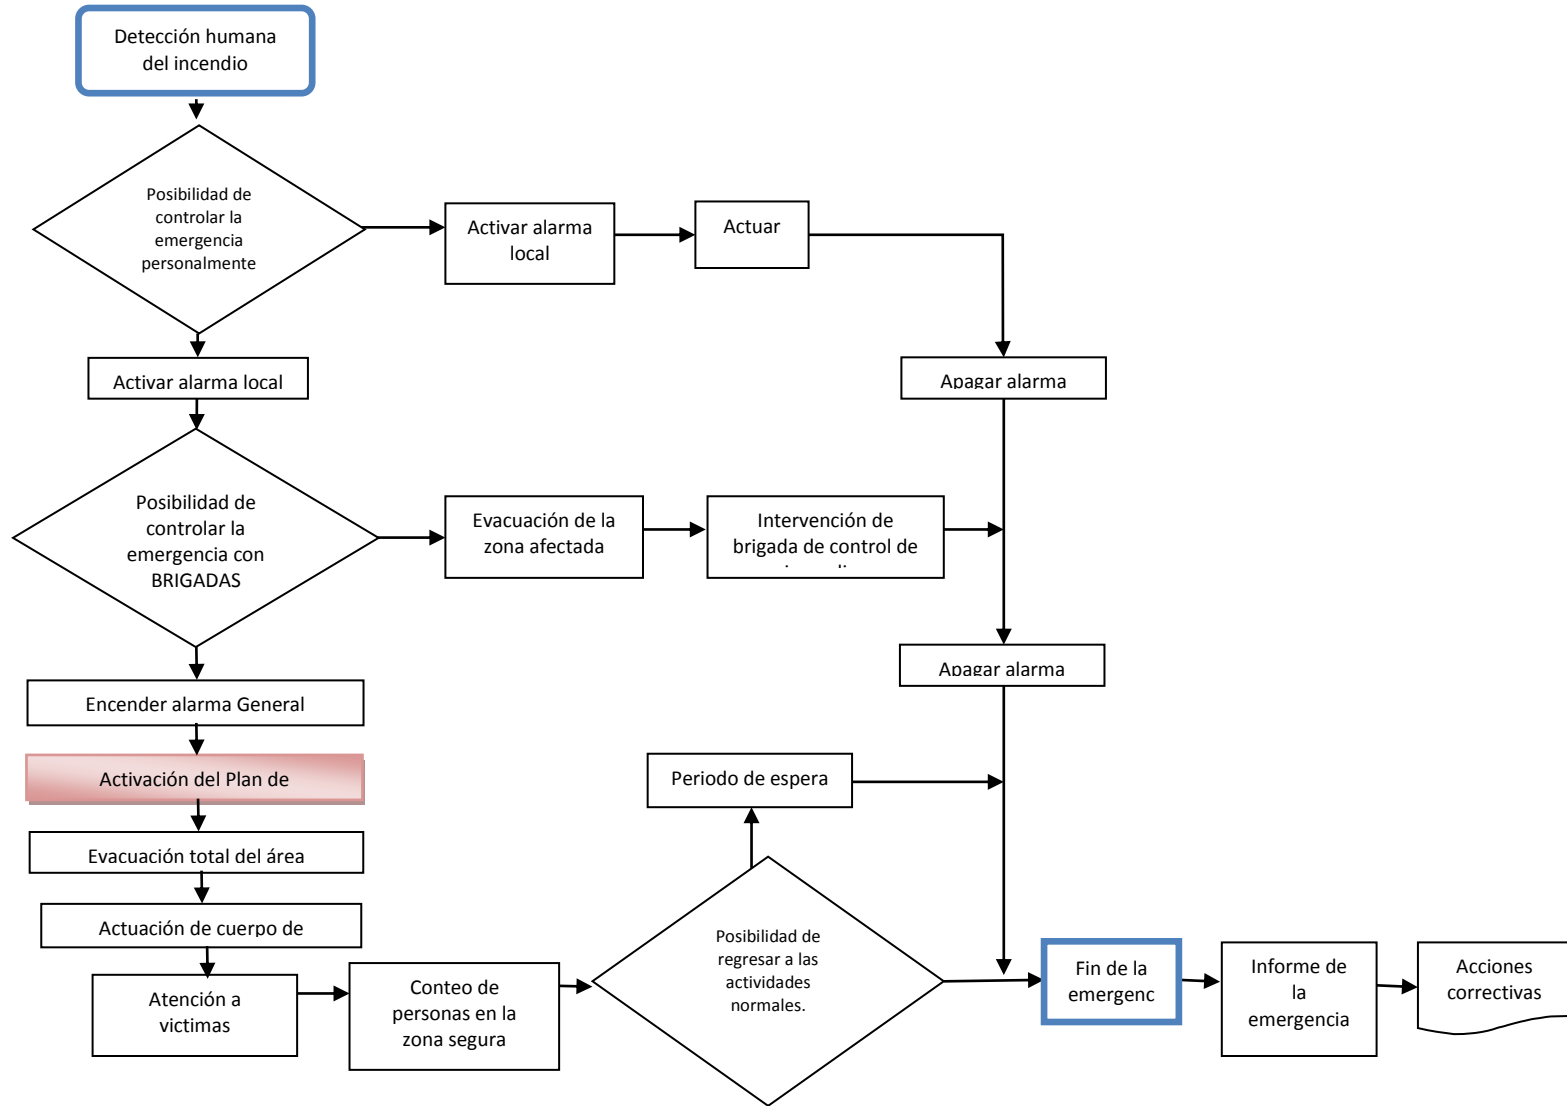 Detección humana
del incendio
Posibilidad de
controlar la
emergencia
personalmente
Activar alarma
local
Actuar
Activar alarma local
Apagar alarma
Posibilidad de
controlar la
emergencia con
BRIGADAS
Evacuación de la
zona afectada
Intervención de
brigada de control de
Apagar alarma
Encender alarma General
Activación del Plan de
Periodo de espera
Evacuación total del área
Actuación de cuerpo de
Atención a
victimas
Conteo de
personas en la
zona segura
Posibilidad de
regresar a las
actividades
normales.
Fin de la
emergenc
Informe de
la
emergencia
Acciones
correctivas